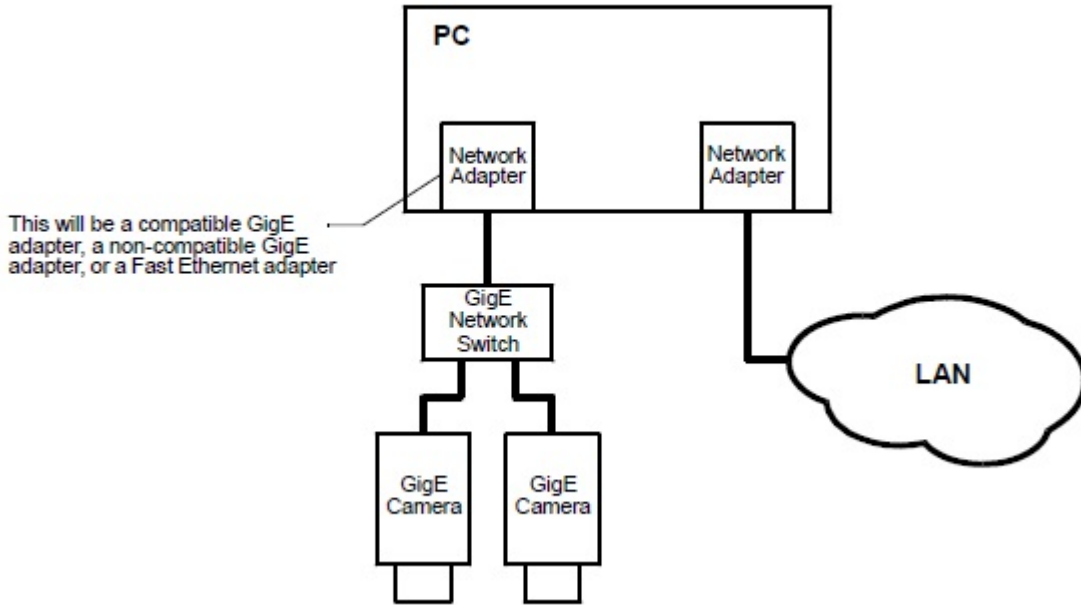 PC
Network
Adapter
Network
Adapter
This will be a compatible GigE
adapter, a non-compatible GigE
adapter, or a Fast Ethernet adapter
GigE
Network
Switch
LAN
GigE
Camera
GigE
Camera